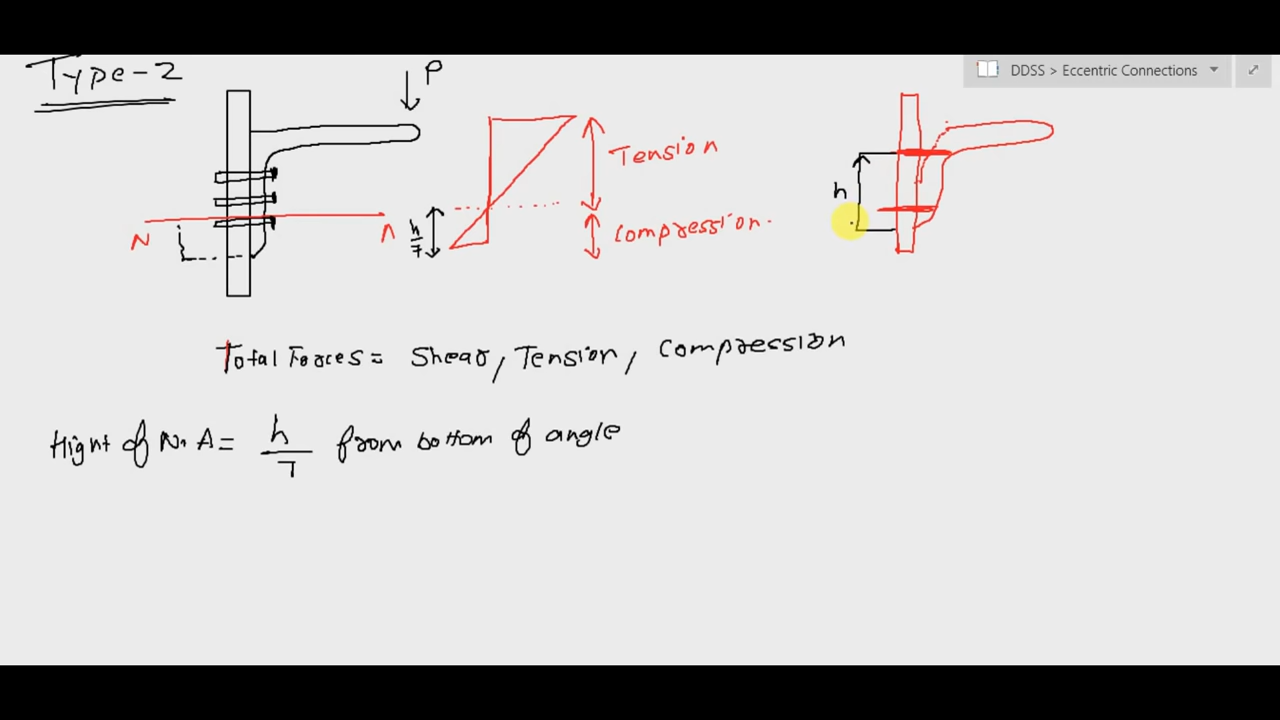 Type-2
P
DDSS > Eccentric Connections
Tension
h
N
A
h/7
Compression.
Total Forces = Shear, Tension, Compression
Hight of N.A = h/7 from bottom of angle